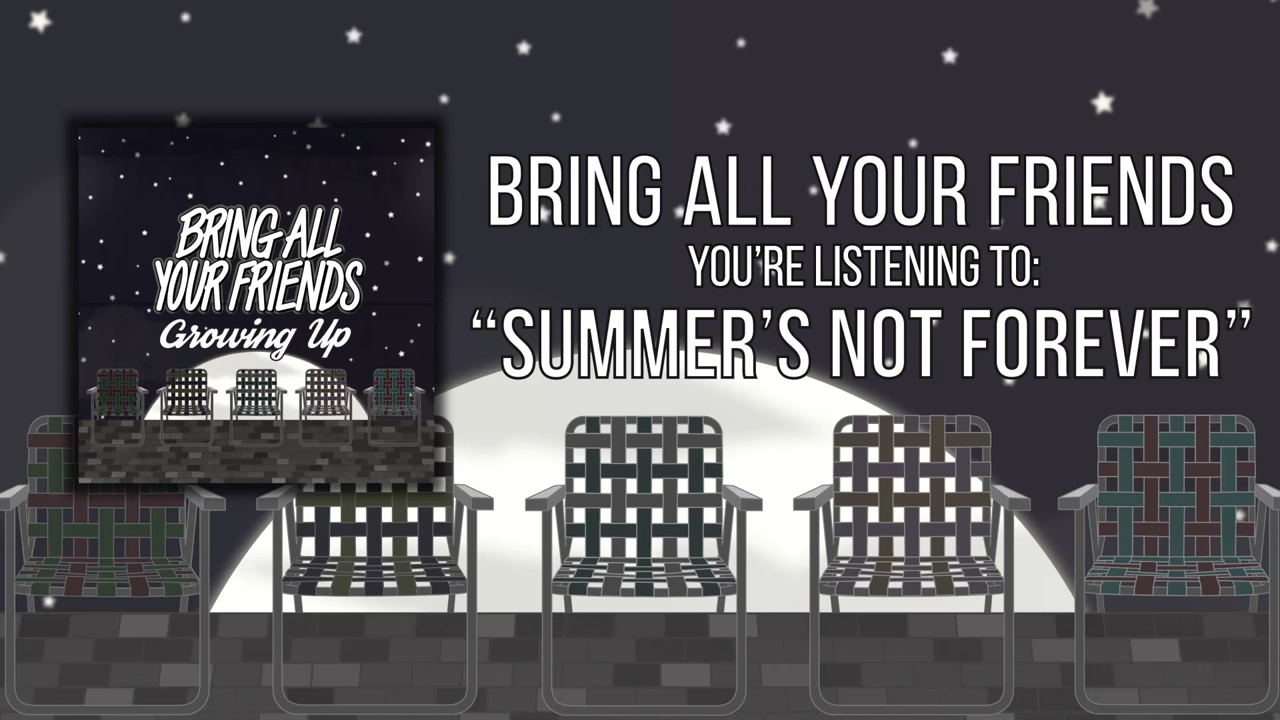 BRING ALL
YOUR FRIENDS
Growing Up
BRING ALL YOUR FRIENDS
YOU'RE LISTENING TO:
“SUMMER'S NOT FOREVER”